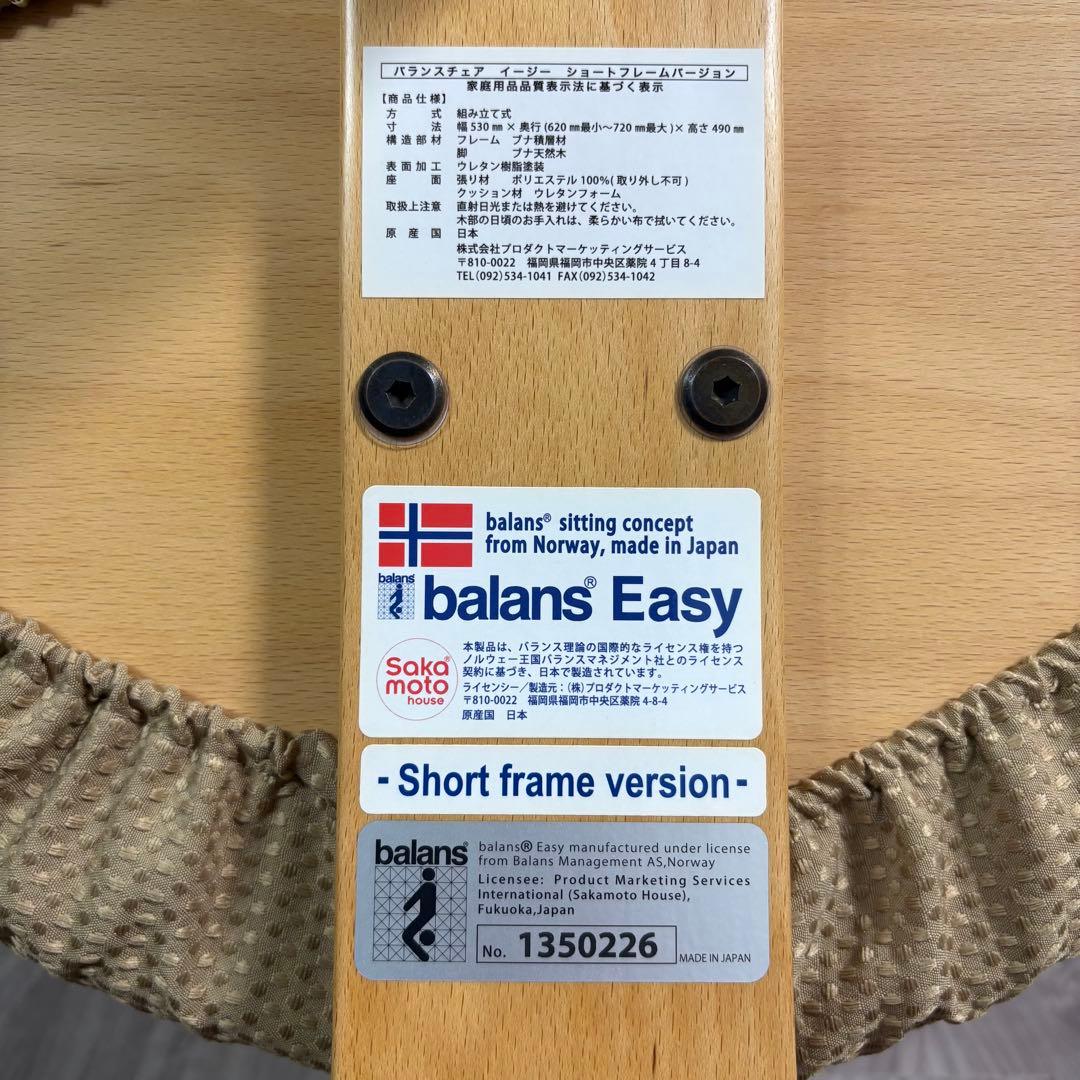 バランスチェア イージー ショートフレームバージョン
家庭用品品質表示法に基づく表示
【商品仕様】
方 式 組み立て式
寸 法 幅530㎜×奥行(620㎜最小～720㎜最大)×高さ490㎜
構造部材 フレーム ブナ積層材
脚 ブナ天然木
表面加工 ウレタン樹脂塗装
座 面 張り材 ポリエステル100%(取り外し不可)
クッション材 ウレタンフォーム
取扱上注意 直射日光または熱を避けてください。
木部の日頃のお手入れは、柔らかい布で拭いてください。
原産国 日本
株式会社プロダクトマーケッティングサービス
〒810-0022 福岡県福岡市中央区薬院4丁目8-4
TEL(092)534-1041 FAX(092)534-1042
balans® sitting concept
from Norway, made in Japan
balans
balans® Easy
Saka®
moto
house
本製品は、バランス理論の国際的なライセンス権を持つ
ノルウェー王国バランスマネジメント社とのライセンス
契約に基づき、日本で製造されています。
ライセンシー／製造元：(株)プロダクトマーケッティングサービス
〒810-0022 福岡県福岡市中央区薬院4-8-4
原産国 日本
- Short frame version -
balans®
balans® Easy manufactured under license
from Balans Management AS,Norway
Licensee: Product Marketing Services
International (Sakamoto House),
Fukuoka,Japan
No. 1350226
MADE IN JAPAN